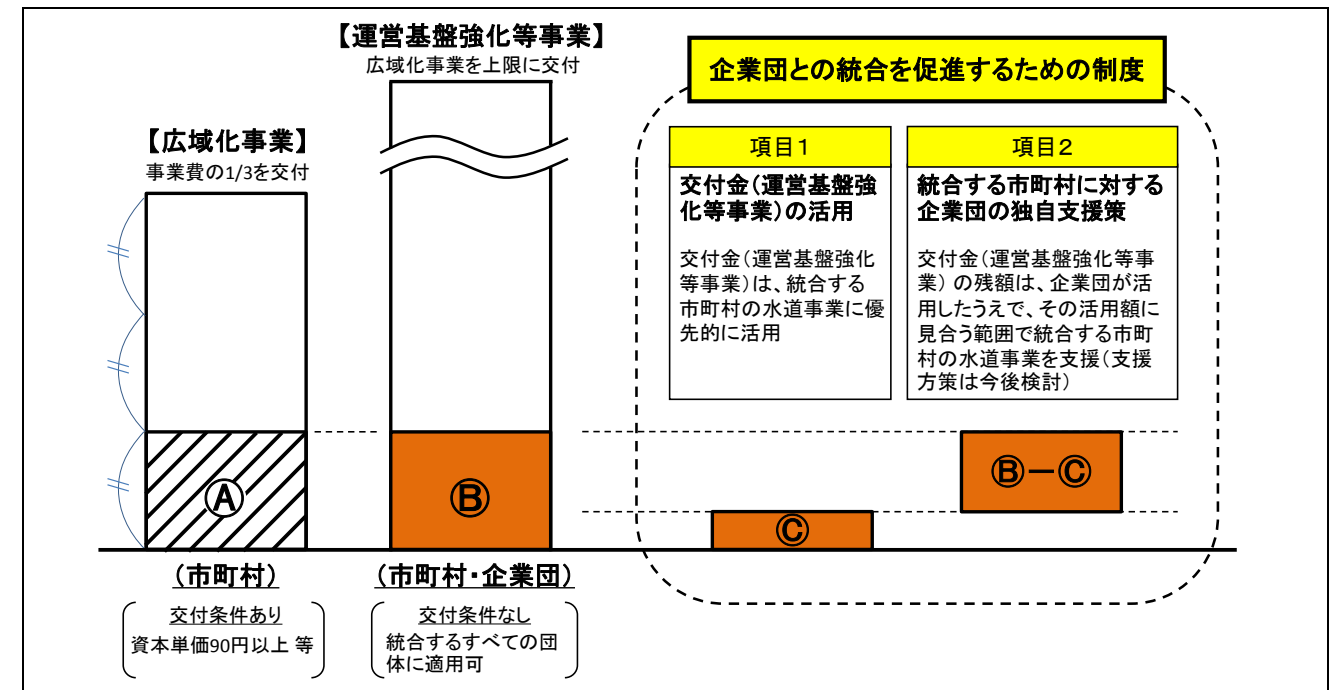 【運営基盤強化等事業】
広域化事業を上限に交付
【広域化事業】
事業費の1/3を交付
企業団との統合を促進するための制度
項目1
交付金(運営基盤強
化等事業)の活用
交付金(運営基盤強化
等事業)は、統合する
市町村の水道事業に優
先的に活用
項目2
統合する市町村に対する
企業団の独自支援策
交付金(運営基盤強化等事
業) の残額は、企業団が活
用したうえで、その活用額に
見合う範囲で統合する市町
村の水道事業を支援(支援
方策は今後検討)
Ⓐ
Ⓑ
Ⓒ
Ⓑ-Ⓒ
(市町村)
交付条件あり
資本単価90円以上 等
(市町村・企業団)
交付条件なし
統合するすべての団
体に適用可